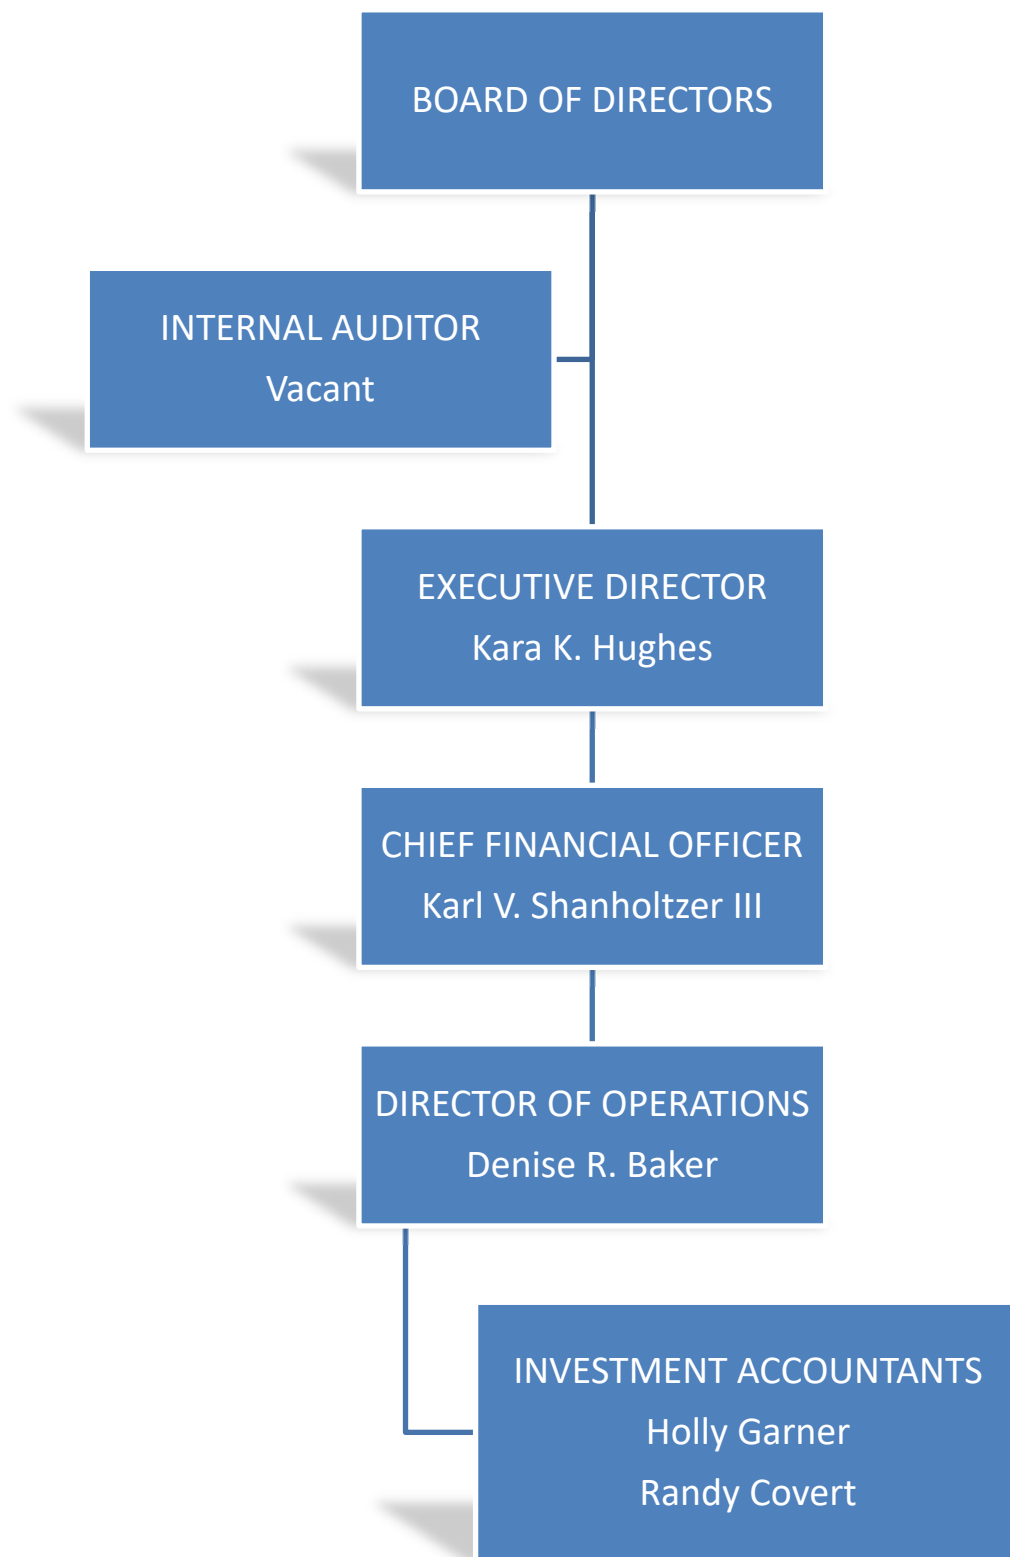 BOARD OF DIRECTORS
INTERNAL AUDITOR
Vacant
EXECUTIVE DIRECTOR
Kara K. Hughes
CHIEF FINANCIAL OFFICER
Karl V. Shanholtzer III
DIRECTOR OF OPERATIONS
Denise R. Baker
INVESTMENT ACCOUNTANTS
Holly Garner
Randy Covert